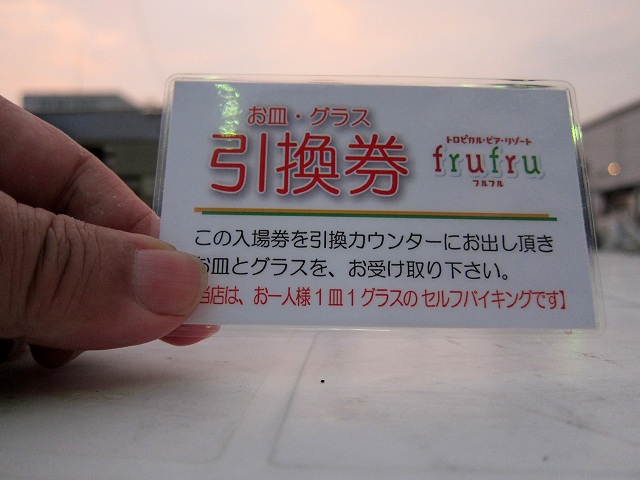 お皿・グラス
引換券
トロピカル・ビア・リゾート
frufru
フルフル
この入場券を引換カウンターにお出し頂き
お皿とグラスを、お受け取り下さい。
当店は、お一人様1皿1グラスの セルフバイキングです】